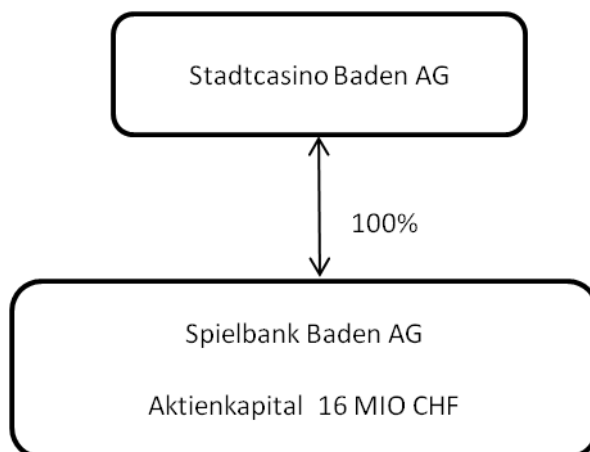 Stadtcasino Baden AG
100%
Spielbank Baden AG
Aktienkapital 16 MIO CHF